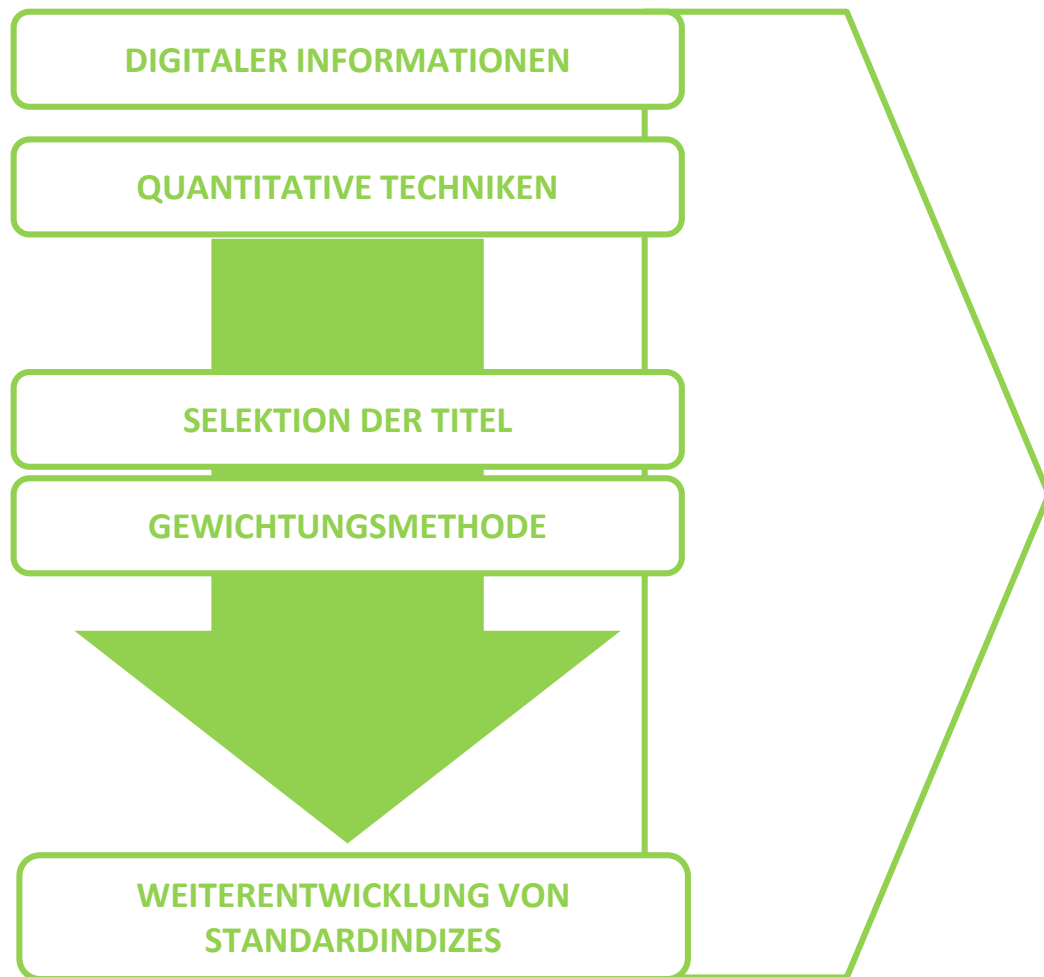 DIGITALER INFORMATIONEN
QUANTITATIVE TECHNIKEN
SELEKTION DER TITEL
GEWICHTUNGSMETHODE
WEITERENTWICKLUNG VON
STANDARDINDIZES